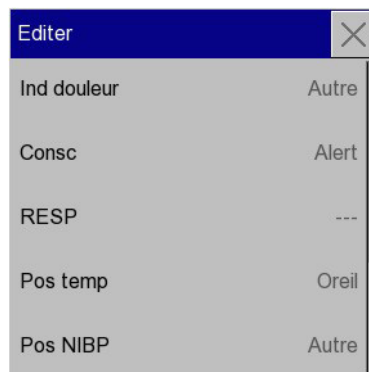 Editer
Ind douleur Autre
Consc Alert
RESP ---
Pos temp Oreil
Pos NIBP Autre